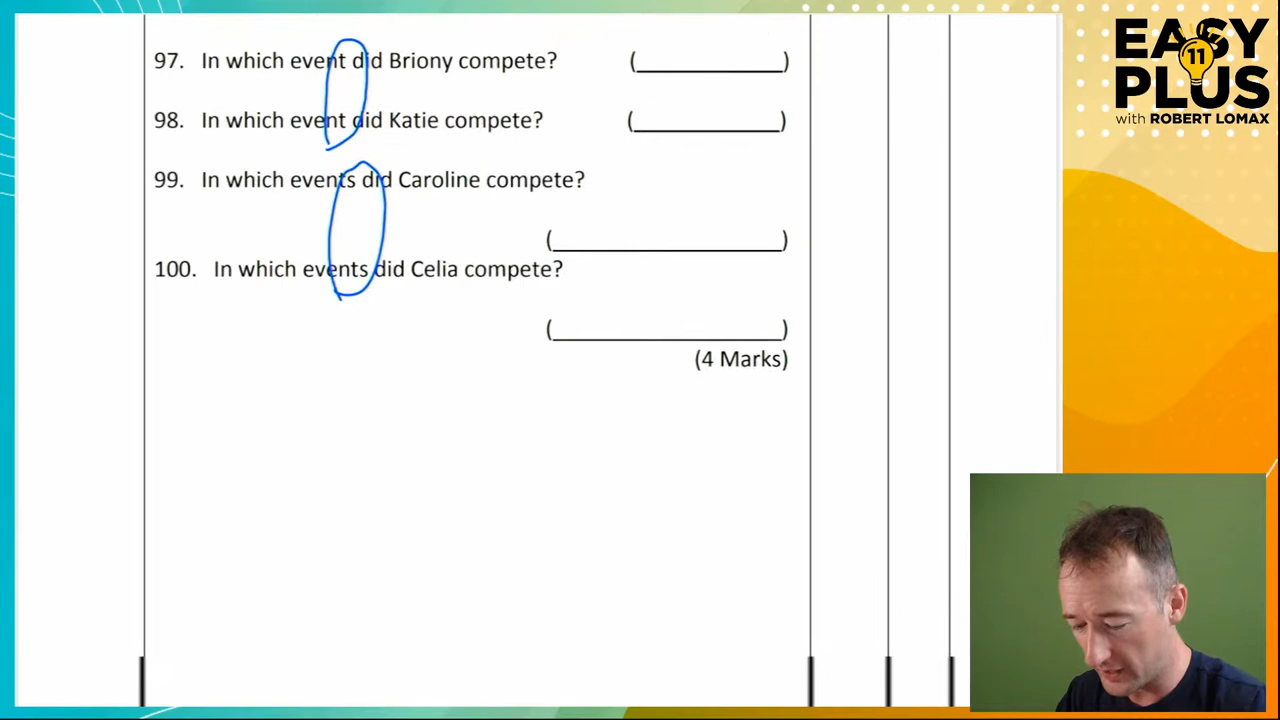 97. In which event did Briony compete? (____________)
98. In which event did Katie compete? (____________)
99. In which events did Caroline compete?
(___________________)
100. In which events did Celia compete?
(___________________)
(4 Marks)
EASY
11
PLUS
with ROBERT LOMAX